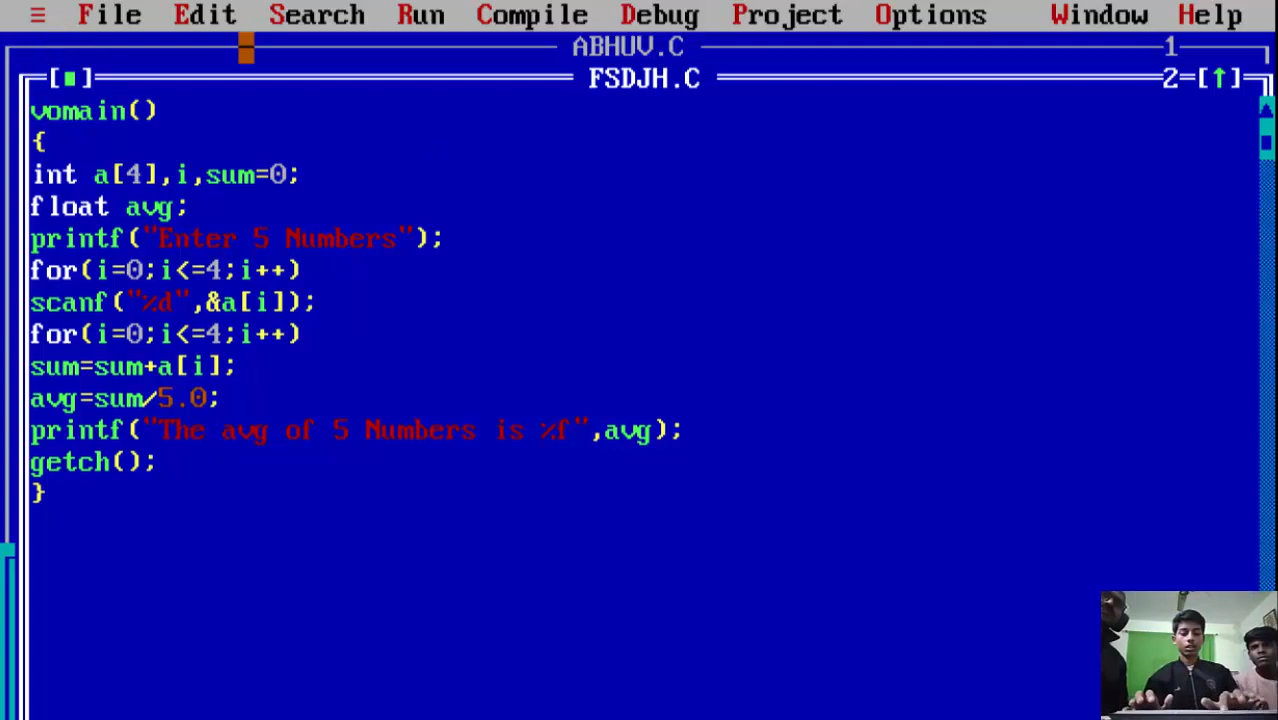 ≡ File Edit Search Run Compile Debug Project Options Window Help
ABHUV.C 1
[■] FSDJH.C 2=[↑]
vomain()
{
int a[4],i,sum=0;
float avg;
printf("Enter 5 Numbers");
for(i=0;i<=4;i++)
scanf("%d",&a[i]);
for(i=0;i<=4;i++)
sum=sum+a[i];
avg=sum/5.0;
printf("The avg of 5 Numbers is %f",avg);
getch();
}